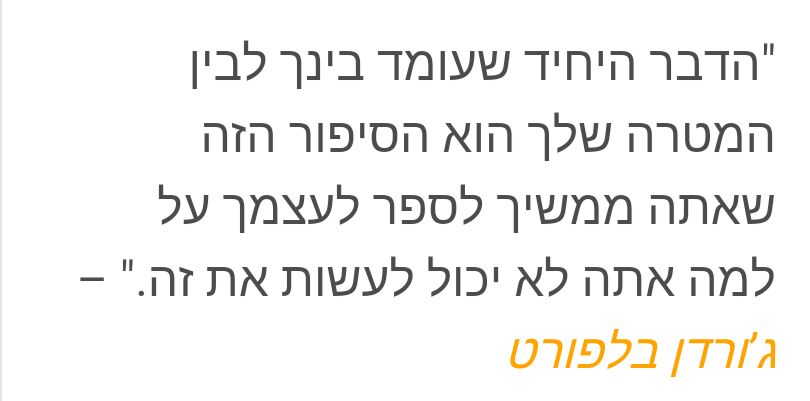 "הדבר היחיד שעומד בינך לבין
המטרה שלך הוא הסיפור הזה
שאתה ממשיך לספר לעצמך על
למה אתה לא יכול לעשות את זה." –
ג'ורדן בלפורט